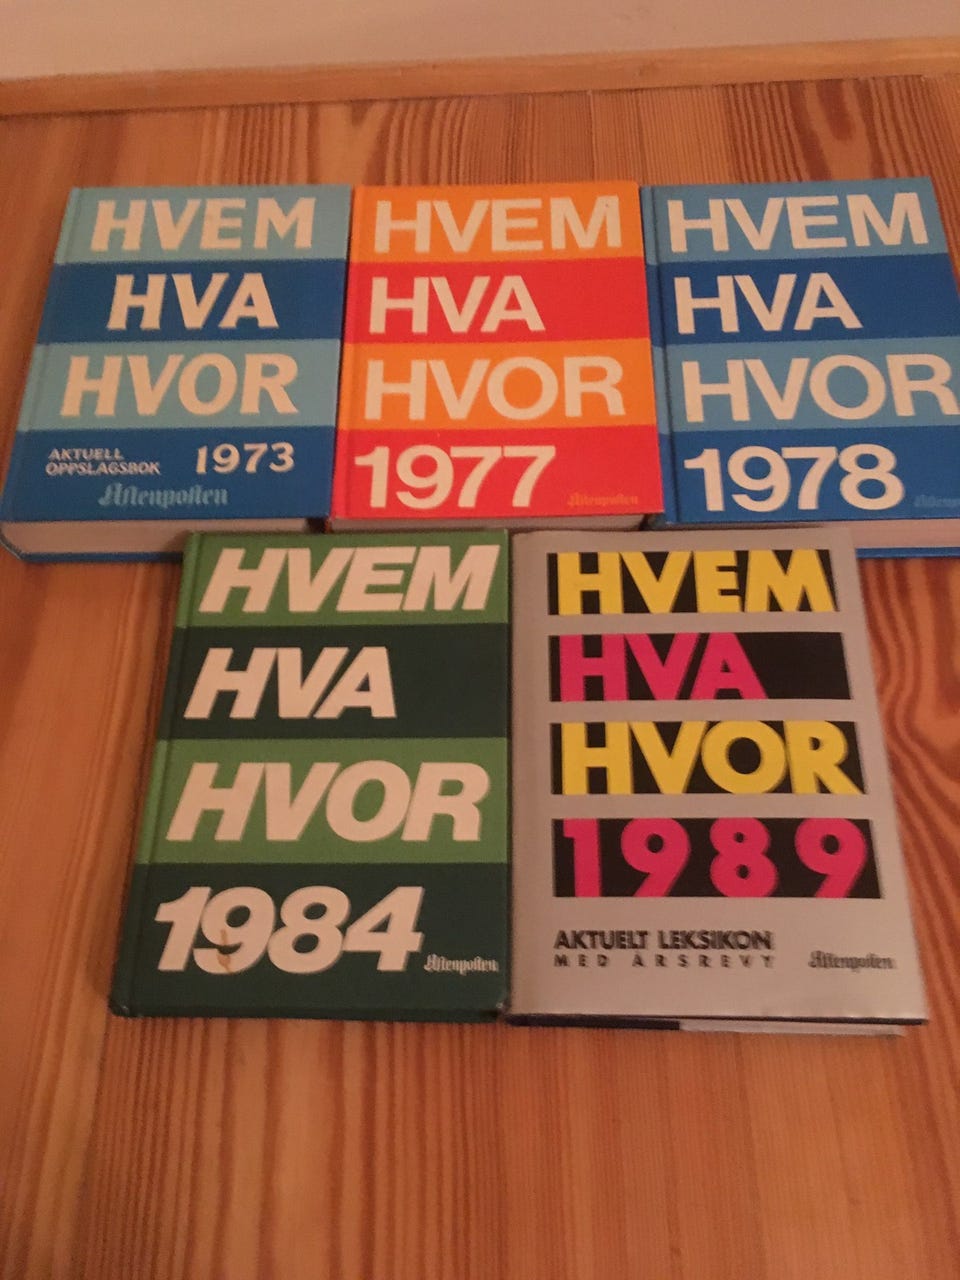 HVEM
HVA
HVOR
AKTUELL
OPPSLAGSBOK
1973
Aftenposten
HVEM
HVA
HVOR
1977
Aftenposten
HVEM
HVA
HVOR
1978
Aftenpo
HVEM
HVA
HVOR
1984
Aftenposten
HVEM
HVA
HVOR
1989
AKTUELT LEKSIKON
MED ÅRSREVY
Aftenposten